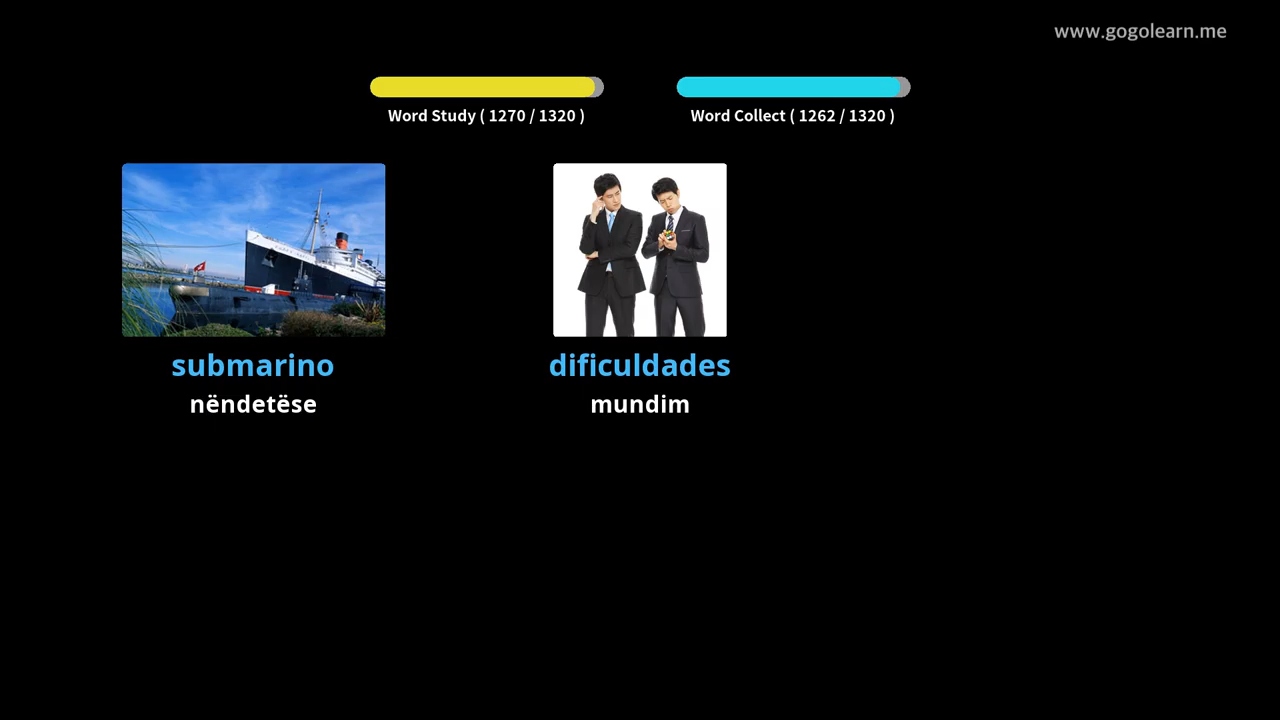 www.gogolearn.me
Word Study ( 1270 / 1320 )
Word Collect ( 1262 / 1320 )
submarino
dificuldades
nëndetëse
mundim